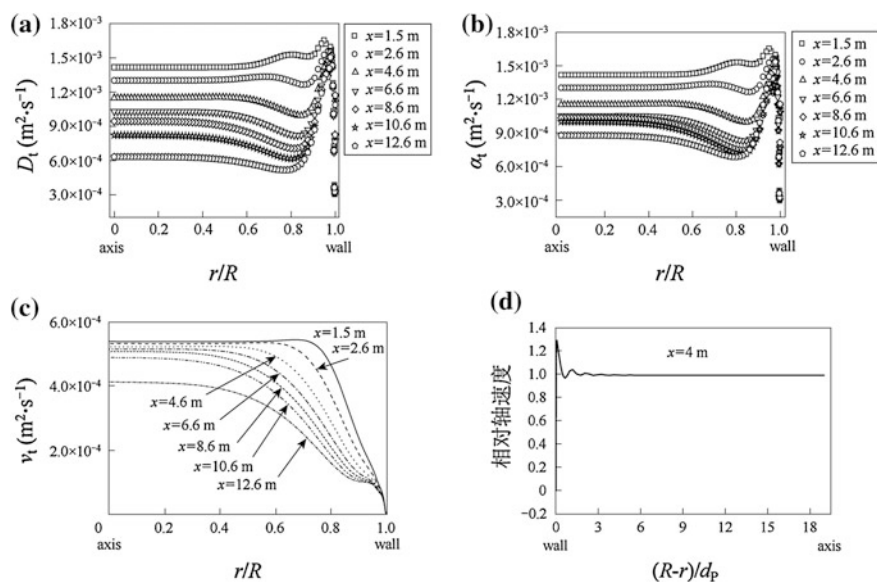 (a)
1.8×10⁻³
1.5×10⁻³
1.2×10⁻³
9.0×10⁻⁴
6.0×10⁻⁴
3.0×10⁻⁴
Dt (m²·s⁻¹)
0 0.2 0.4 0.6 0.8 1.0
axis wall
r/R
x=1.5 m
x=2.6 m
x=4.6 m
x=6.6 m
x=8.6 m
x=10.6 m
x=12.6 m
(b)
1.8×10⁻³
1.5×10⁻³
1.2×10⁻³
9.0×10⁻⁴
6.0×10⁻⁴
3.0×10⁻⁴
αt (m²·s⁻¹)
0 0.2 0.4 0.6 0.8 1.0
axis wall
r/R
x=1.5 m
x=2.6 m
x=4.6 m
x=6.6 m
x=8.6 m
x=10.6 m
x=12.6 m
(c)
6.0×10⁻⁴
4.0×10⁻⁴
2.0×10⁻⁴
νt (m²·s⁻¹)
x=1.5 m
x=2.6 m
x=4.6 m
x=6.6 m
x=8.6 m
x=10.6 m
x=12.6 m
0 0.2 0.4 0.6 0.8 1.0
axis wall
r/R
(d)
1.4
1.2
1.0
0.8
0.6
0.4
0.2
0
−0.2
相对轴速度
x=4 m
0 3 6 9 12 15 18
wall axis
(R-r)/dP